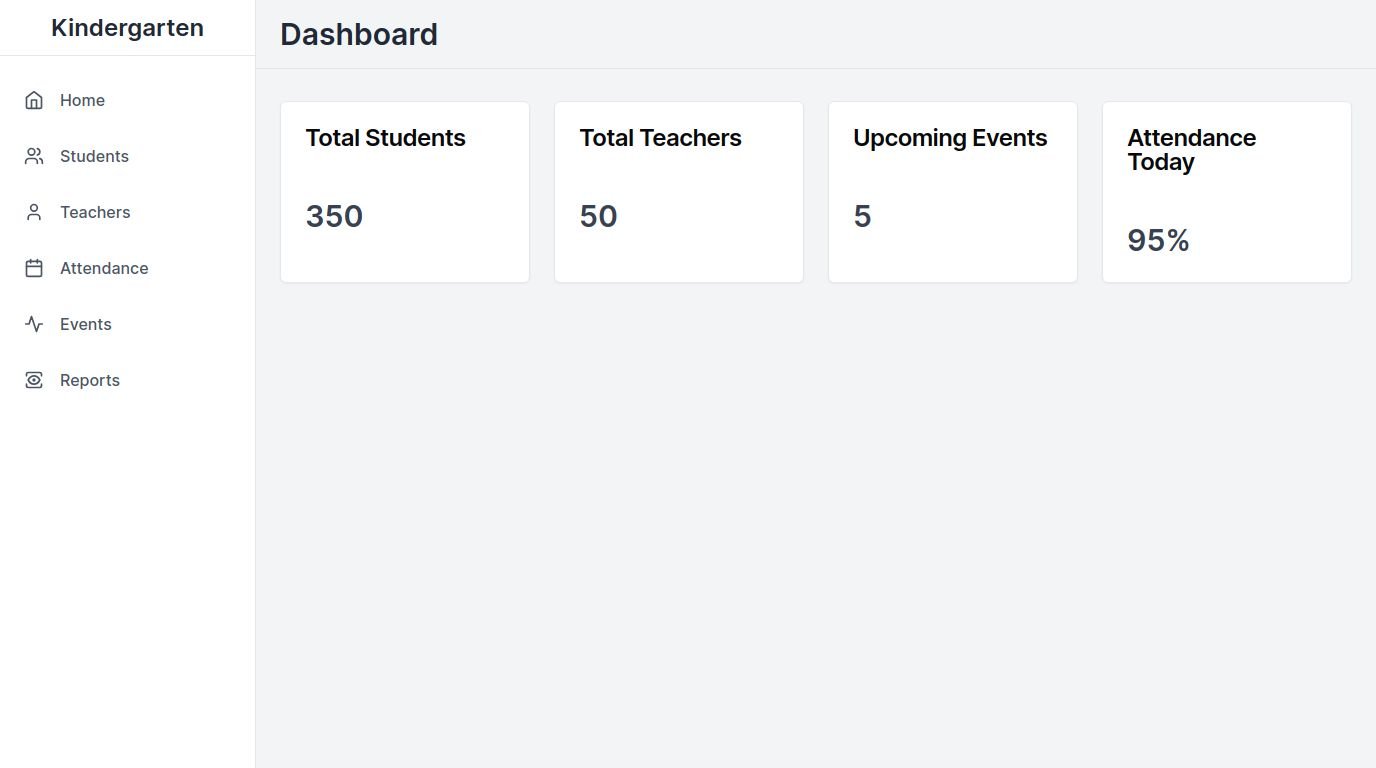 Kindergarten
Home
Students
Teachers
Attendance
Events
Reports
Dashboard
Total Students
350
Total Teachers
50
Upcoming Events
5
Attendance
Today
95%